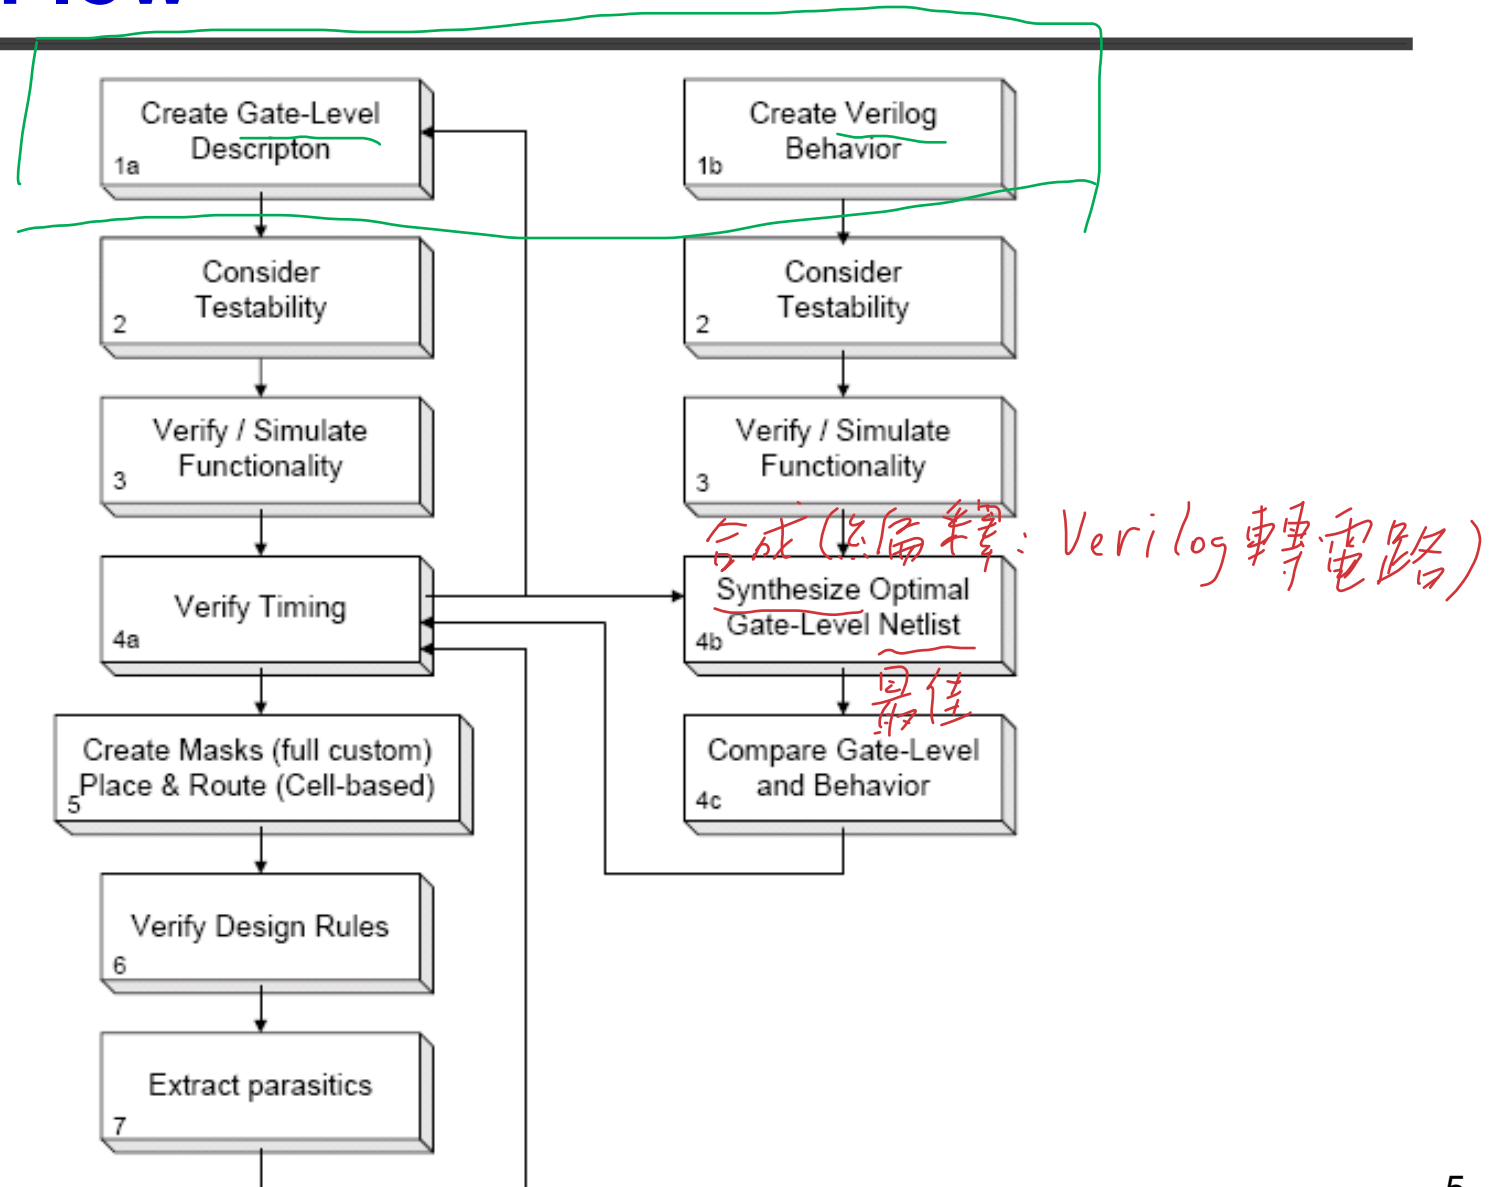 Flow
Create Gate-Level
Descripton
1a
Consider
Testability
2
Verify / Simulate
Functionality
3
Verify Timing
4a
Create Masks (full custom)
Place & Route (Cell-based)
5
Verify Design Rules
6
Extract parasitics
7
Create Verilog
Behavior
1b
Consider
Testability
2
Verify / Simulate
Functionality
3
合成(編譯: Verilog轉電路)
Synthesize Optimal
Gate-Level Netlist
4b
最佳
Compare Gate-Level
and Behavior
4c
5